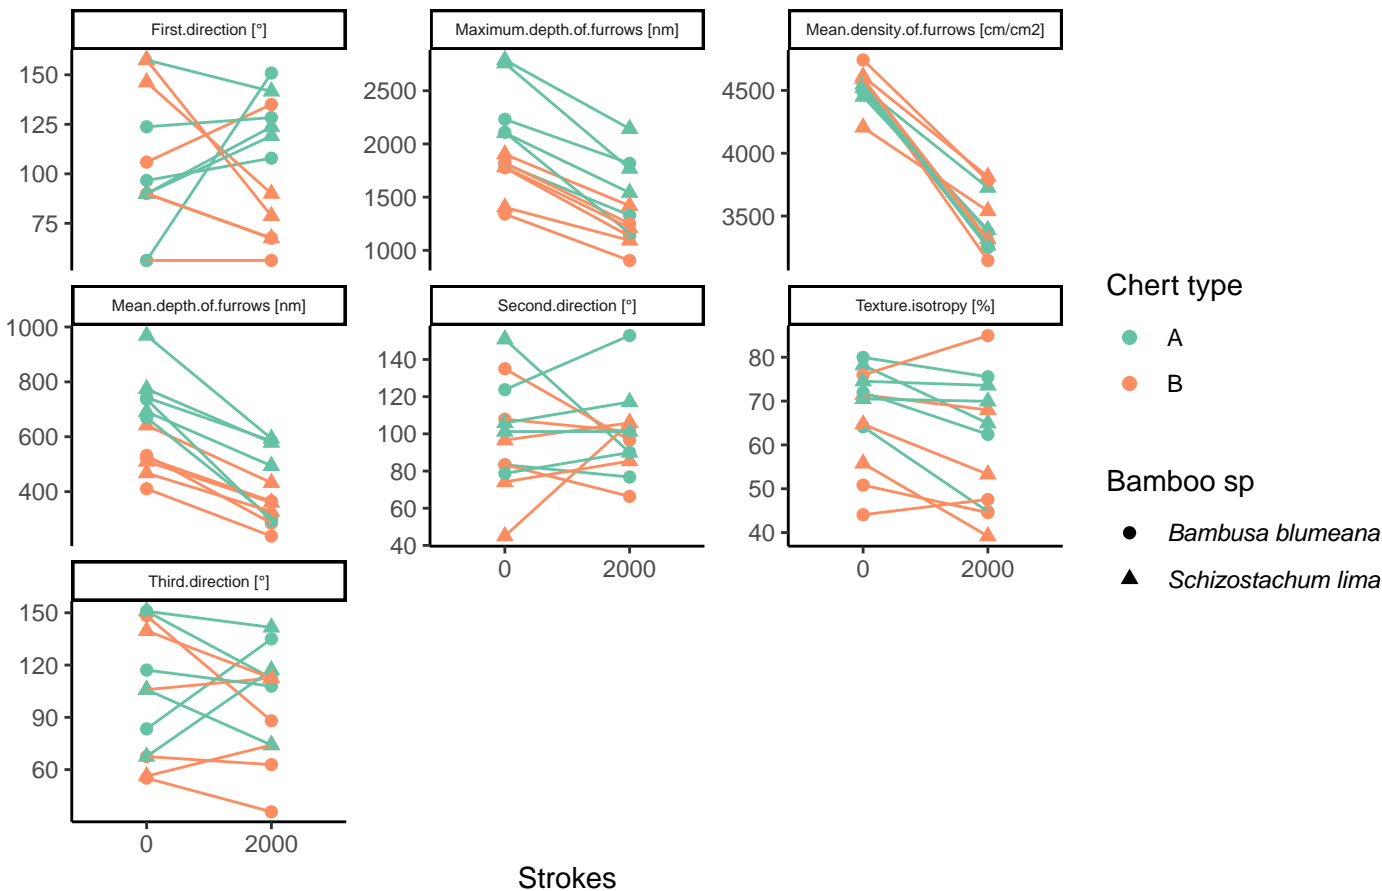 First.direction [°]
Maximum.depth.of.furrows [nm]
Mean.density.of.furrows [cm/cm2]
150
125
100
75
2500
2000
1500
1000
4500
4000
3500
Mean.depth.of.furrows [nm]
Second.direction [°]
Texture.isotropy [%]
1000
800
600
400
140
120
100
80
60
40
80
70
60
50
40
0
2000
0
2000
Third.direction [°]
150
120
90
60
0
2000
Strokes
Chert type
A
B
Bamboo sp
Bambusa blumeana
Schizostachum lima